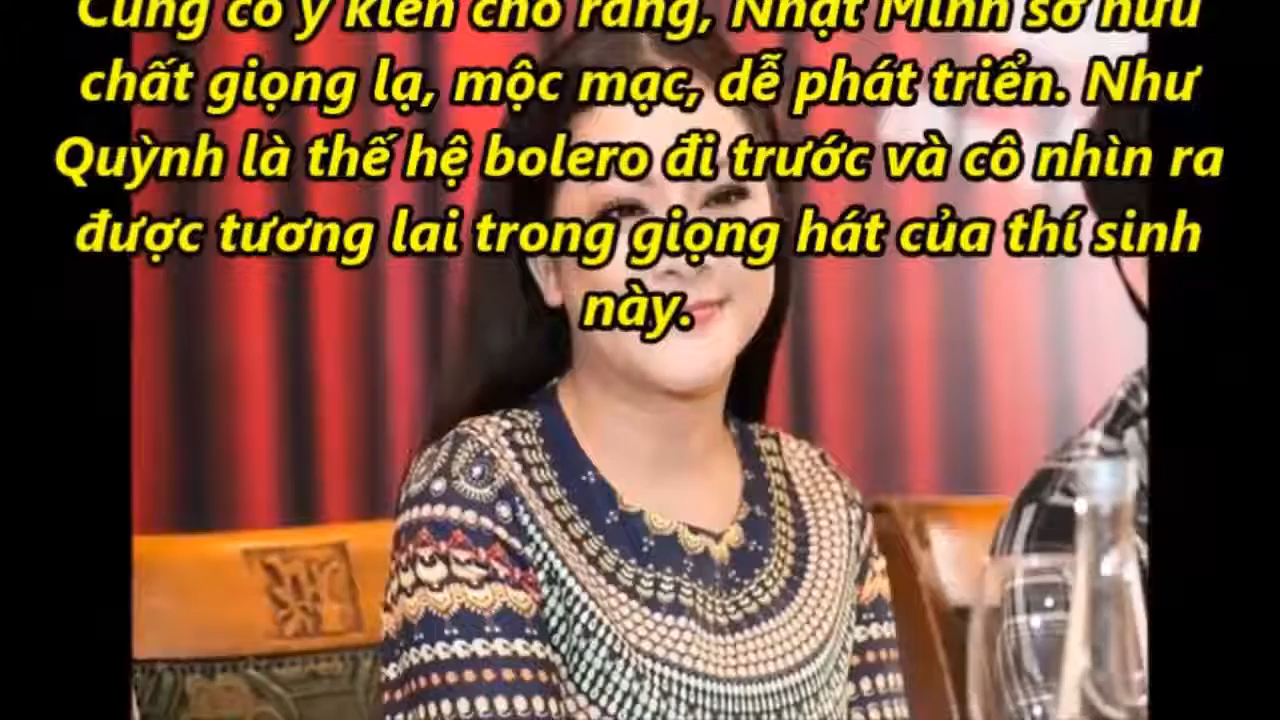 Cũng có ý kiến cho rằng, Nhật Minh sở hữu
chất giọng lạ, mộc mạc, dễ phát triển. Như
Quỳnh là thế hệ bolero đi trước và cô nhìn ra
được tương lai trong giọng hát của thí sinh
này.